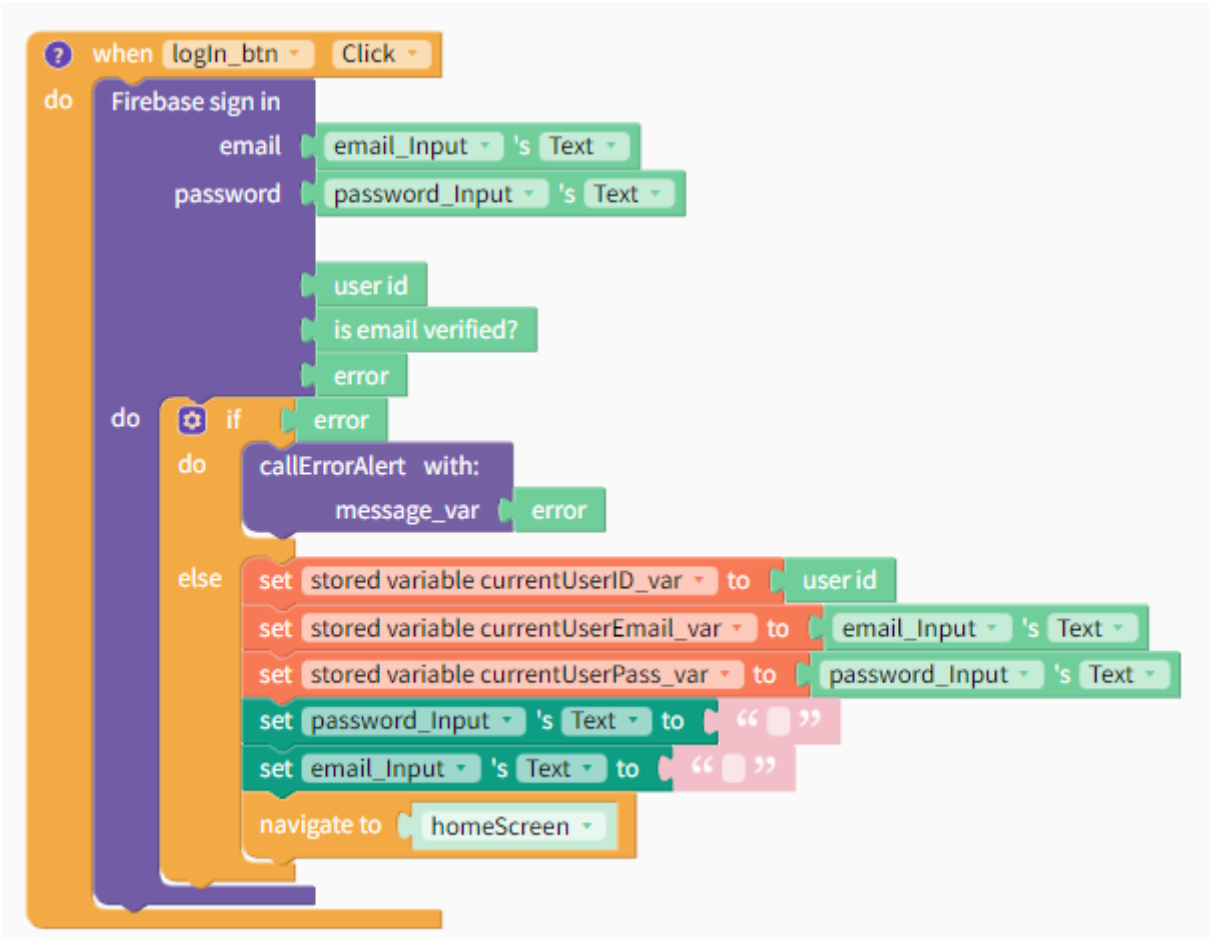 ? when logIn_btn Click
do Firebase sign in
email email_Input 's Text
password password_Input 's Text
user id
is email verified?
error
do if error
do callErrorAlert with:
message_var error
else set stored variable currentUserID_var to user id
set stored variable currentUserEmail_var to email_Input 's Text
set stored variable currentUserPass_var to password_Input 's Text
set password_Input 's Text to “ ”
set email_Input 's Text to “ ”
navigate to homeScreen